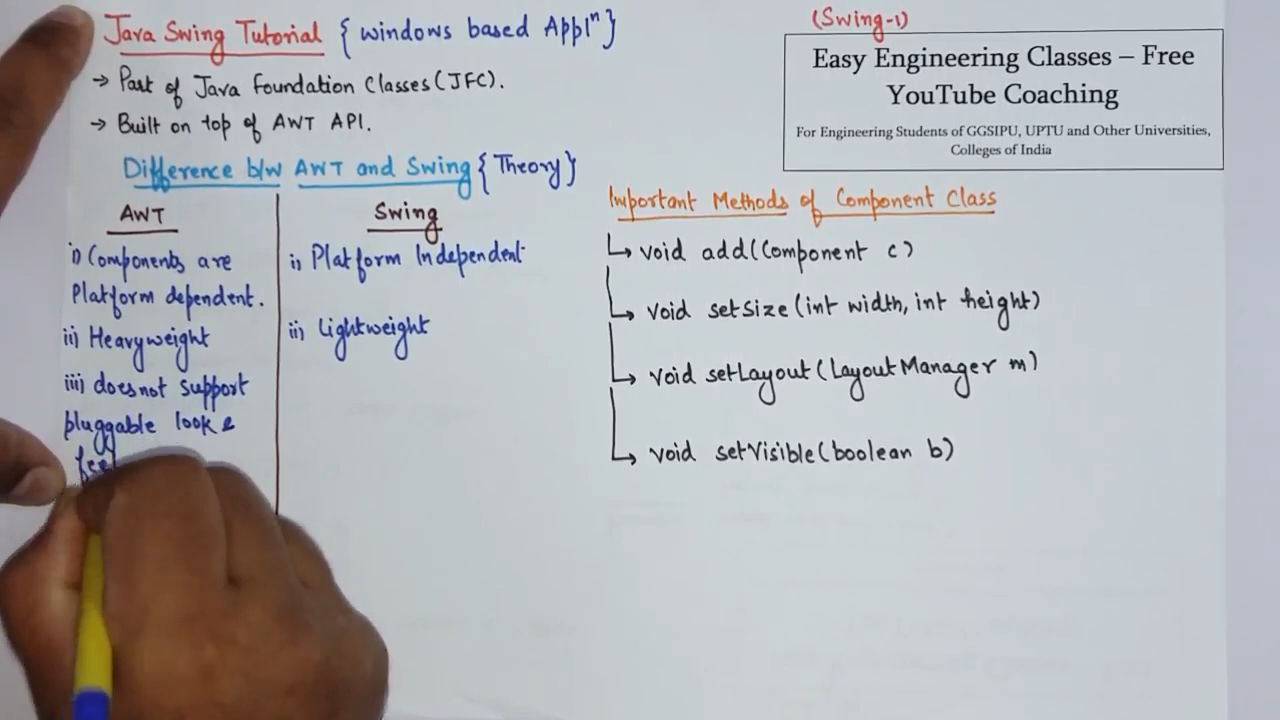 Java Swing Tutorial {windows based Applⁿ}
→ Part of Java Foundation Classes (JFC).
→ Built on top of AWT API.
(Swing-1)
Easy Engineering Classes – Free
YouTube Coaching
For Engineering Students of GGSIPU, UPTU and Other Universities,
Colleges of India
Difference b/w AWT and Swing {Theory}
AWT
i) Components are
Platform dependent.
ii) Heavyweight
iii) does not support
pluggable look &
feel
Swing
i) Platform Independent
ii) Lightweight
Important Methods of Component Class
↳ void add(Component c)
↳ void setSize(int width, int height)
↳ void setLayout(LayoutManager m)
↳ void setVisible(boolean b)